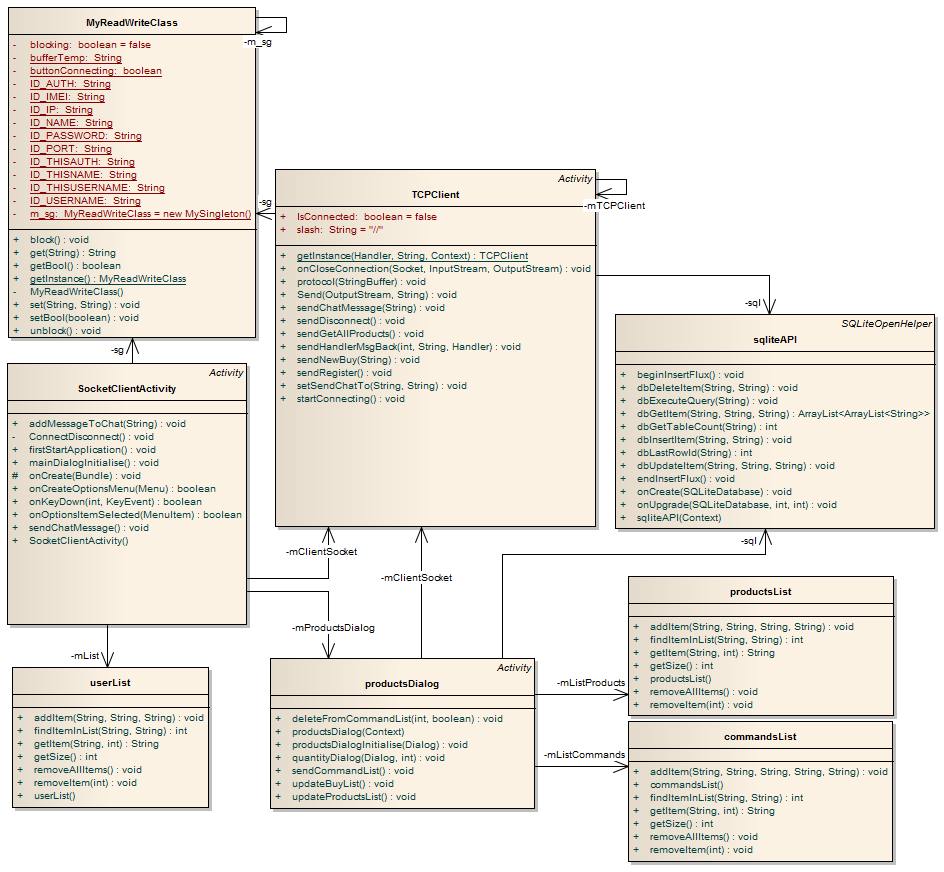 MyReadWriteClass
- blocking: boolean = false
- bufferTemp: String
- buttonConnecting: boolean
- ID_AUTH: String
- ID_IMEI: String
- ID_IP: String
- ID_NAME: String
- ID_PASSWORD: String
- ID_PORT: String
- ID_THISAUTH: String
- ID_THISNAME: String
- ID_THISUSERNAME: String
- ID_USERNAME: String
- m_sg: MyReadWriteClass = new MySingleton()
+ block() : void
+ get(String) : String
+ getBool() : boolean
+ getInstance() : MyReadWriteClass
- MyReadWriteClass()
+ set(String, String) : void
+ setBool(boolean) : void
+ unblock() : void
-m_sg
-sg
Activity
TCPClient
+ IsConnected: boolean = false
+ slash: String = "//"
+ getInstance(Handler, String, Context) : TCPClient
+ onCloseConnection(Socket, InputStream, OutputStream) : void
+ protocol(StringBuffer) : void
+ Send(OutputStream, String) : void
+ sendChatMessage(String) : void
+ sendDisconnect() : void
+ sendGetAllProducts() : void
+ sendHandlerMsgBack(int, String, Handler) : void
+ sendNewBuy(String) : void
+ sendRegister() : void
+ setSendChatTo(String, String) : void
+ startConnecting() : void
-mTCPClient
-sql
SQLiteOpenHelper
sqliteAPI
+ beginInsertFlux() : void
+ dbDeleteItem(String, String) : void
+ dbExecuteQuery(String) : void
+ dbGetItem(String, String, String) : ArrayList<ArrayList<String>>
+ dbGetTableCount(String) : int
+ dbInsertItem(String, String) : void
+ dbLastRowId(String) : int
+ dbUpdateItem(String, String, String) : void
+ endInsertFlux() : void
+ onCreate(SQLiteDatabase) : void
+ onUpgrade(SQLiteDatabase, int, int) : void
+ sqliteAPI(Context)
-sg
Activity
SocketClientActivity
+ addMessageToChat(String) : void
- ConnectDisconnect() : void
+ firstStartApplication() : void
+ mainDialogInitialise() : void
# onCreate(Bundle) : void
+ onCreateOptionsMenu(Menu) : boolean
+ onKeyDown(int, KeyEvent) : boolean
+ onOptionsItemSelected(MenuItem) : boolean
+ sendChatMessage() : void
+ SocketClientActivity()
-mClientSocket
-mClientSocket
-sql
-mProductsDialog
-mList
userList
+ addItem(String, String, String) : void
+ findItemInList(String, String) : int
+ getItem(String, int) : String
+ getSize() : int
+ removeAllItems() : void
+ removeItem(int) : void
+ userList()
Activity
productsDialog
+ deleteFromCommandList(int, boolean) : void
+ productsDialog(Context)
+ productsDialogInitialise(Dialog) : void
+ quantityDialog(Dialog, int) : void
+ sendCommandList() : void
+ updateBuyList() : void
+ updateProductsList() : void
-mListProducts
-mListCommands
productsList
+ addItem(String, String, String, String) : void
+ findItemInList(String, String) : int
+ getItem(String, int) : String
+ getSize() : int
+ productsList()
+ removeAllItems() : void
+ removeItem(int) : void
commandsList
+ addItem(String, String, String, String, String) : void
+ commandsList()
+ findItemInList(String, String) : int
+ getItem(String, int) : String
+ getSize() : int
+ removeAllItems() : void
+ removeItem(int) : void